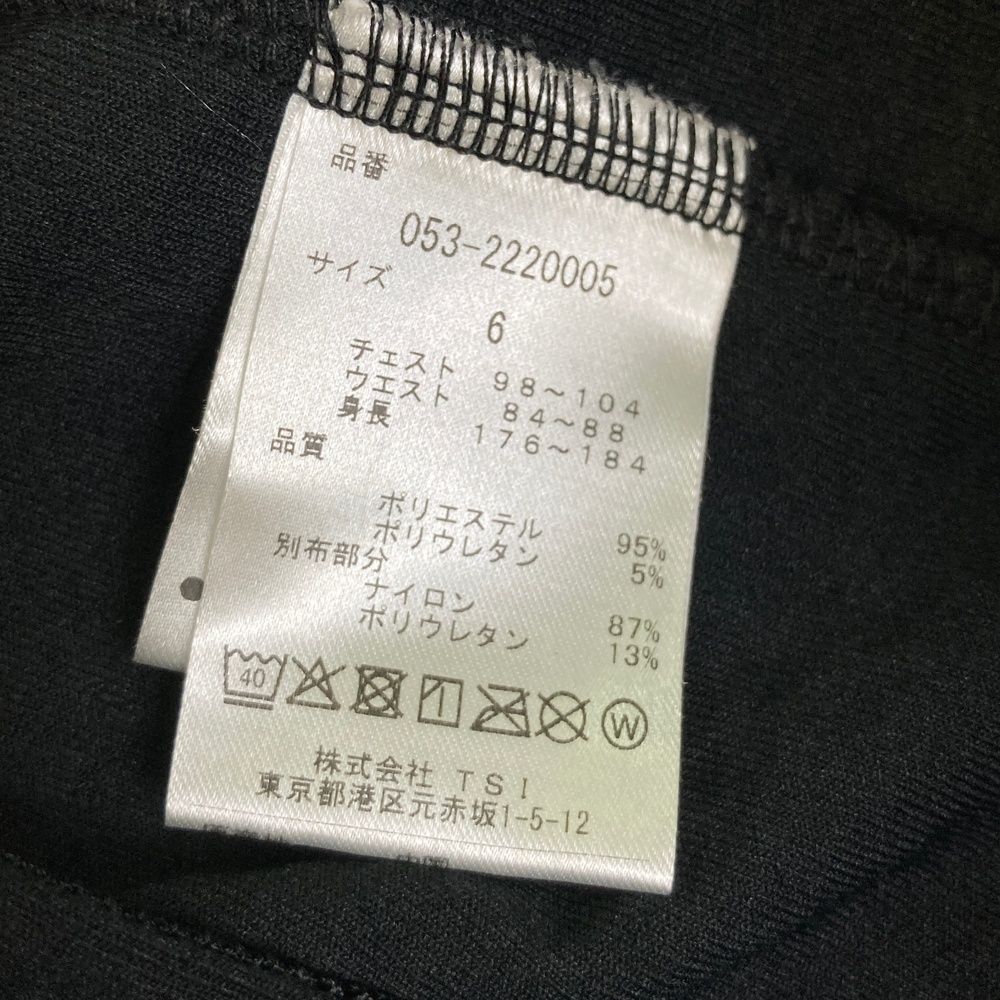 品番
053-2220005
サイズ
6
チェスト 98～104
ウエスト 84～88
身長 176～184
品質
ポリエステル 95%
ポリウレタン 5%
別布部分
ナイロン 87%
ポリウレタン 13%
40
W
株式会社 TSI
東京都港区元赤坂1-5-12